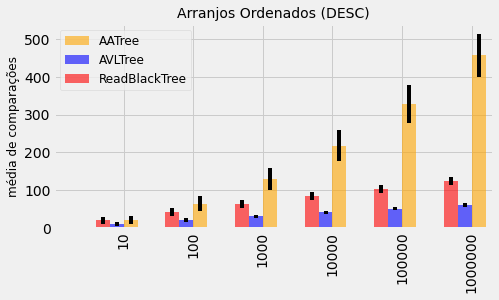 Arranjos Ordenados (DESC)
média de comparações
500
400
300
200
100
0
AATree
AVLTree
ReadBlackTree
10
100
1000
10000
100000
1000000